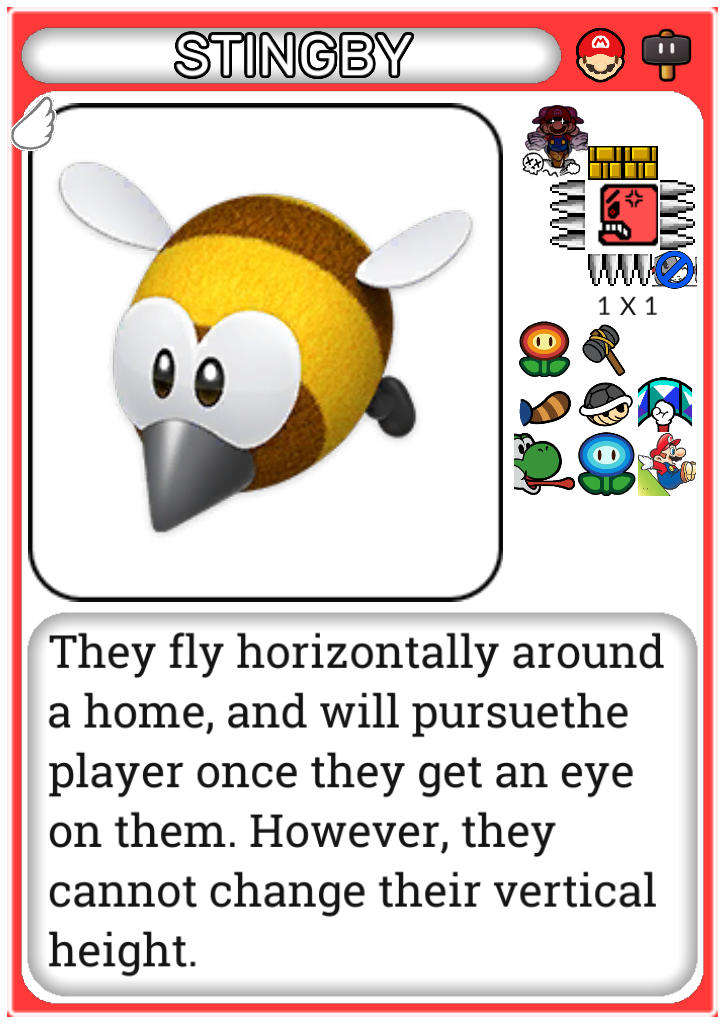 STINGBY
1 X 1
They fly horizontally around
a home, and will pursuethe
player once they get an eye
on them. However, they
cannot change their vertical
height.